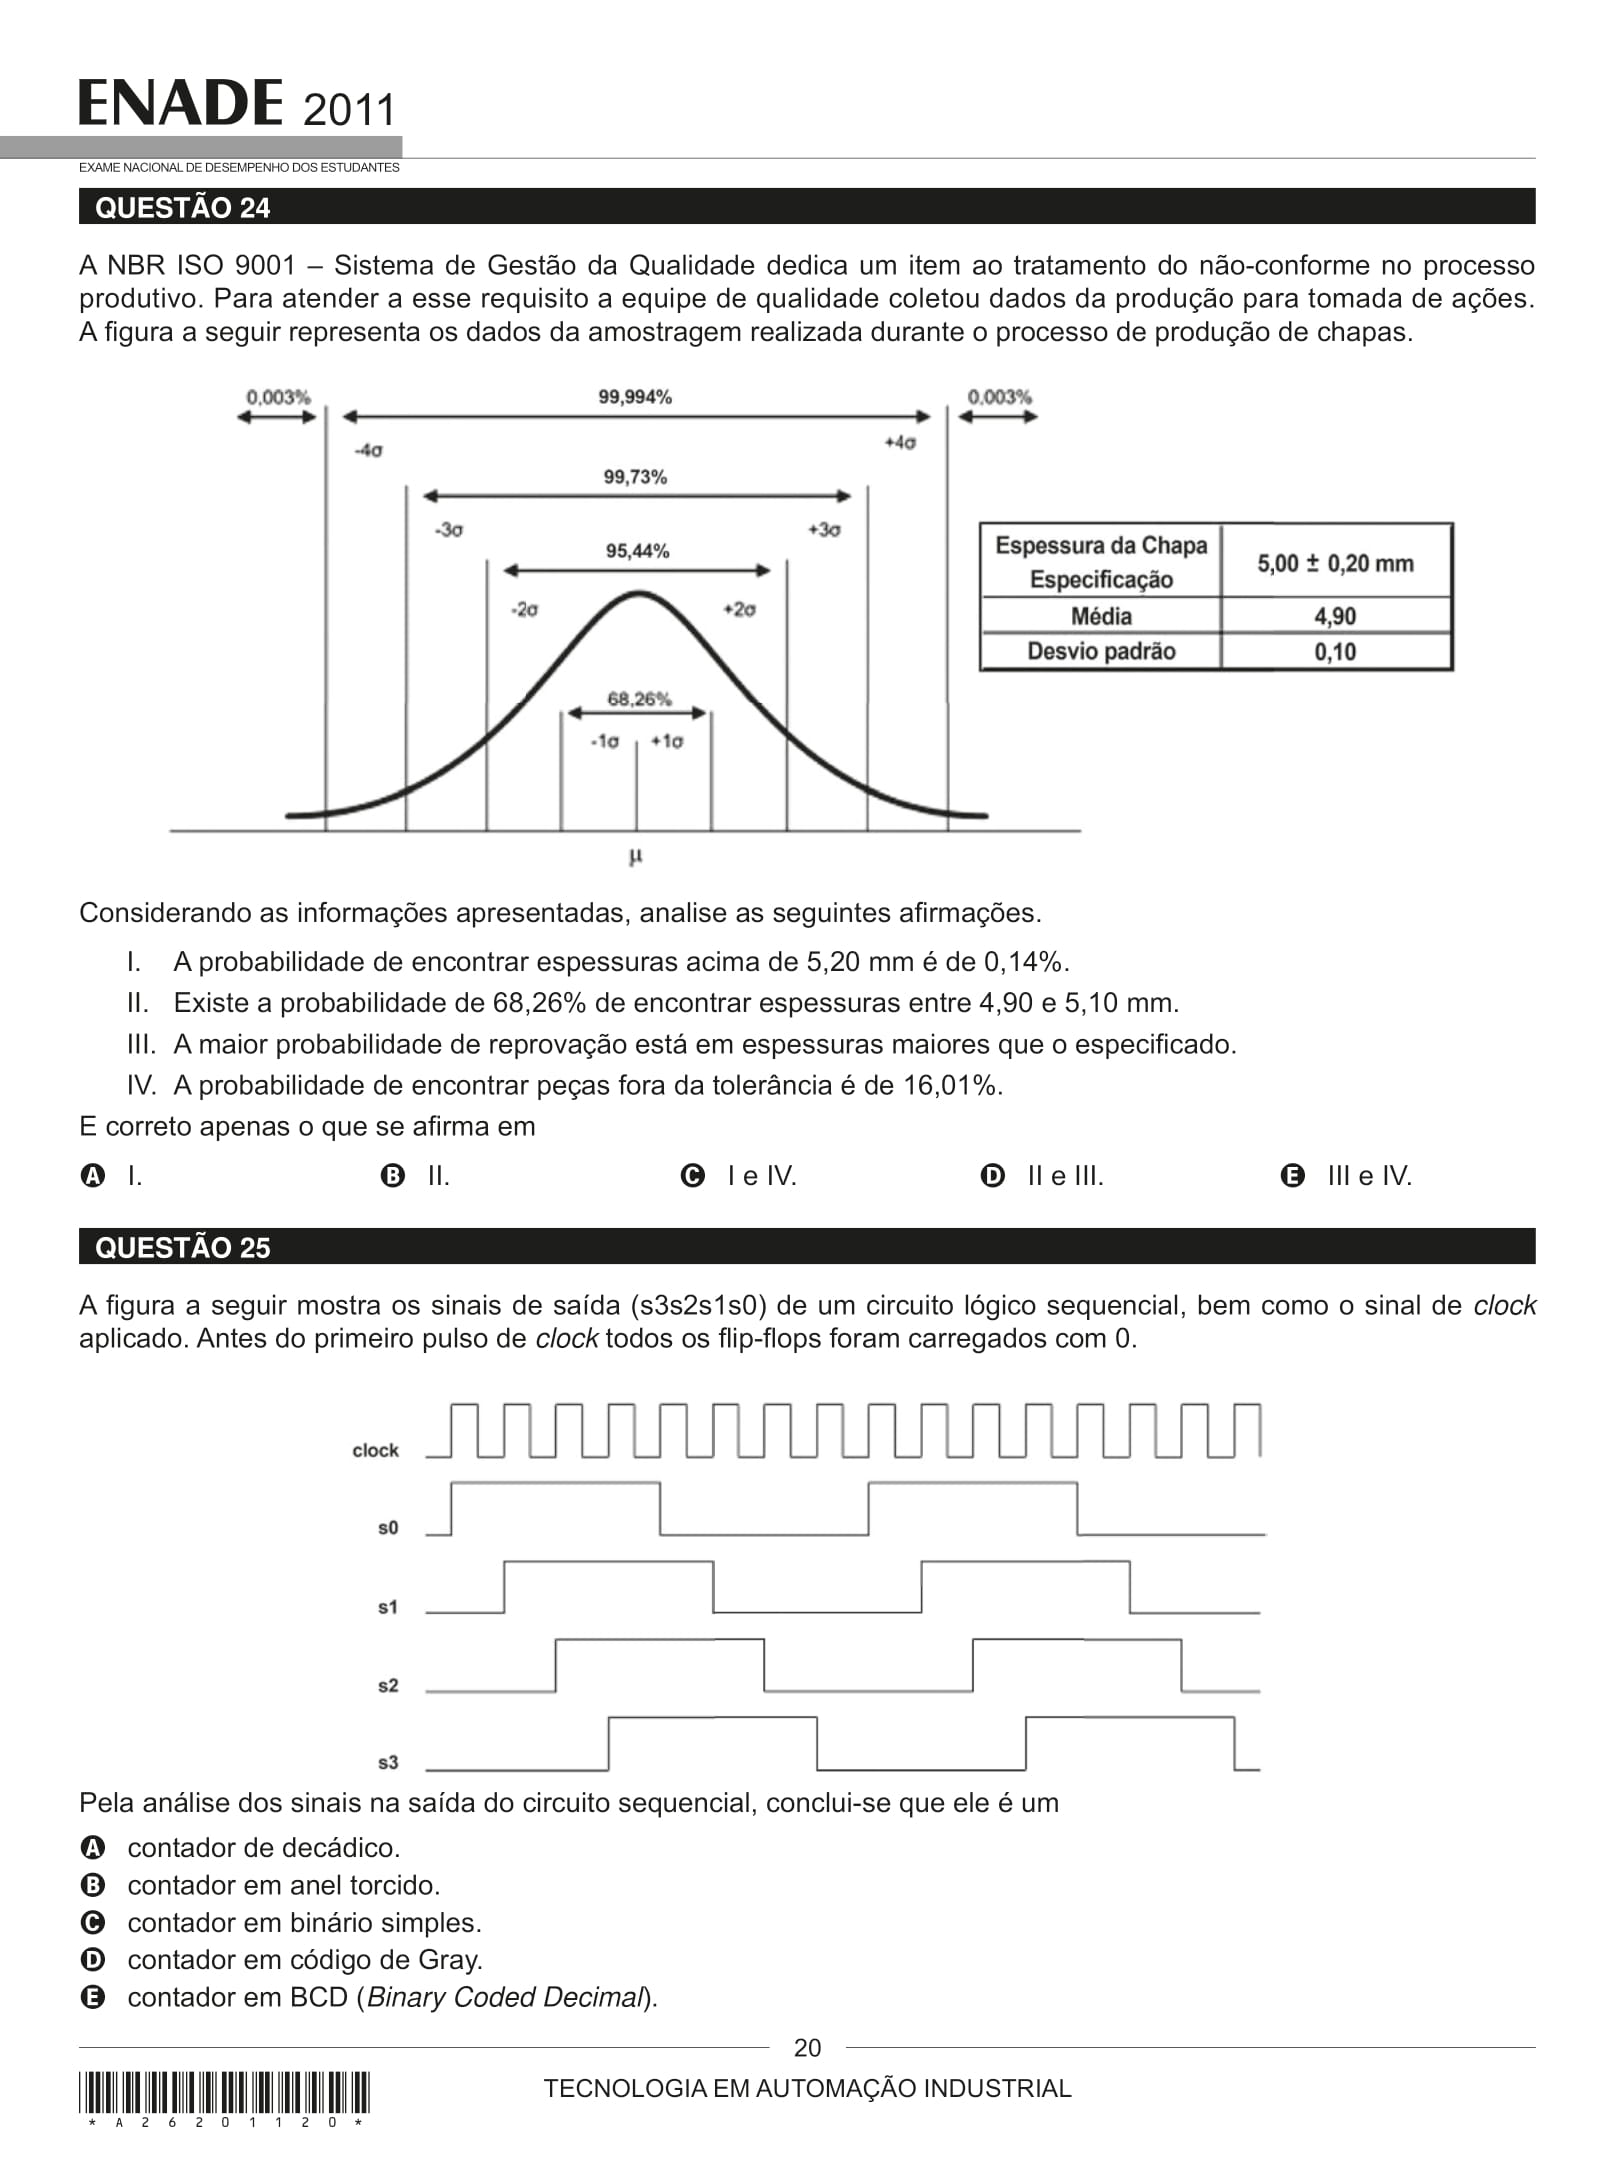 ENADE 2011
EXAME NACIONAL DE DESEMPENHO DOS ESTUDANTES
QUESTÃO 24
A NBR ISO 9001 – Sistema de Gestão da Qualidade dedica um item ao tratamento do não-conforme no processo
produtivo. Para atender a esse requisito a equipe de qualidade coletou dados da produção para tomada de ações.
A figura a seguir representa os dados da amostragem realizada durante o processo de produção de chapas.
0,003% 99,994% 0,003%
-4σ +4σ
99,73%
-3σ +3σ
95,44%
-2σ +2σ
68,26%
-1σ +1σ
μ
Espessura da Chapa
Especificação 5,00 ± 0,20 mm
Média 4,90
Desvio padrão 0,10
Considerando as informações apresentadas, analise as seguintes afirmações.
I. A probabilidade de encontrar espessuras acima de 5,20 mm é de 0,14%.
II. Existe a probabilidade de 68,26% de encontrar espessuras entre 4,90 e 5,10 mm.
III. A maior probabilidade de reprovação está em espessuras maiores que o especificado.
IV. A probabilidade de encontrar peças fora da tolerância é de 16,01%.
E correto apenas o que se afirma em
A I. B II. C I e IV. D II e III. E III e IV.
QUESTÃO 25
A figura a seguir mostra os sinais de saída (s3s2s1s0) de um circuito lógico sequencial, bem como o sinal de clock
aplicado. Antes do primeiro pulso de clock todos os flip-flops foram carregados com 0.
clock
s0
s1
s2
s3
Pela análise dos sinais na saída do circuito sequencial, conclui-se que ele é um
A contador de decádico.
B contador em anel torcido.
C contador em binário simples.
D contador em código de Gray.
E contador em BCD (Binary Coded Decimal).
20
TECNOLOGIA EM AUTOMAÇÃO INDUSTRIAL
* A 2 6 2 0 1 1 2 0 *